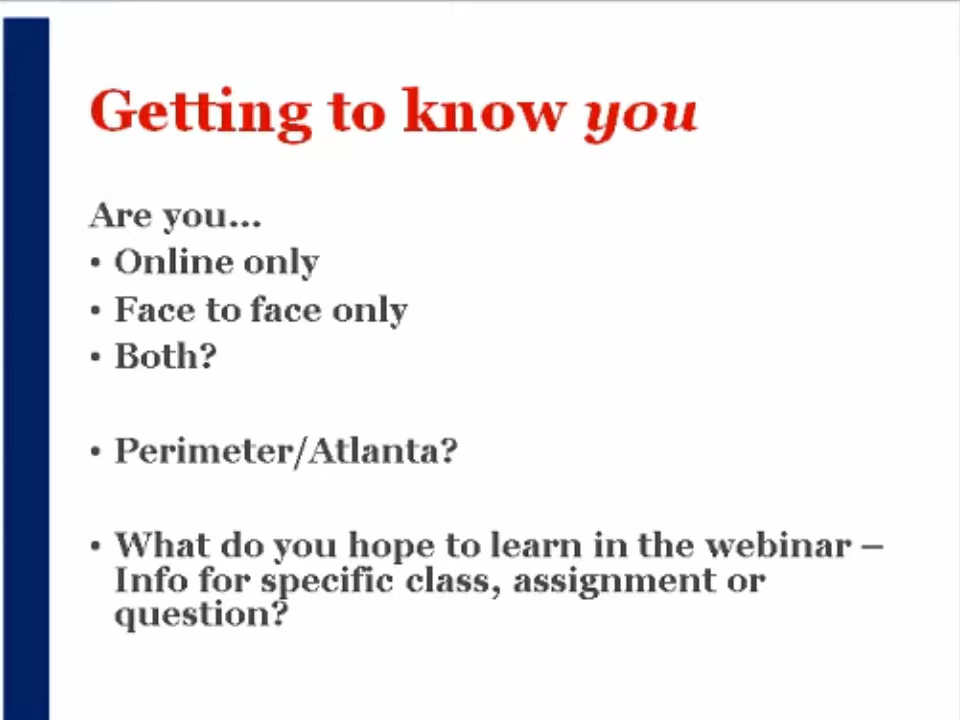 Getting to know you
Are you...
• Online only
• Face to face only
• Both?
• Perimeter/Atlanta?
• What do you hope to learn in the webinar –
Info for specific class, assignment or
question?